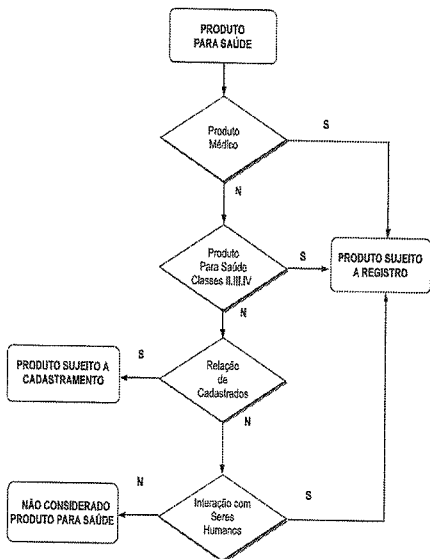 PRODUTO
PARA SAÚDE
Produto
Médico
S
N
Produto
Para Saúde
Classes II.III.IV
S
PRODUTO SUJEITO
A REGISTRO
N
PRODUTO SUJEITO A
CADASTRAMENTO
S
Relação
de
Cadastrados
N
NÃO CONSIDERADO
PRODUTO PARA SAÚDE
N
Interação com
Seres
Humanos
S